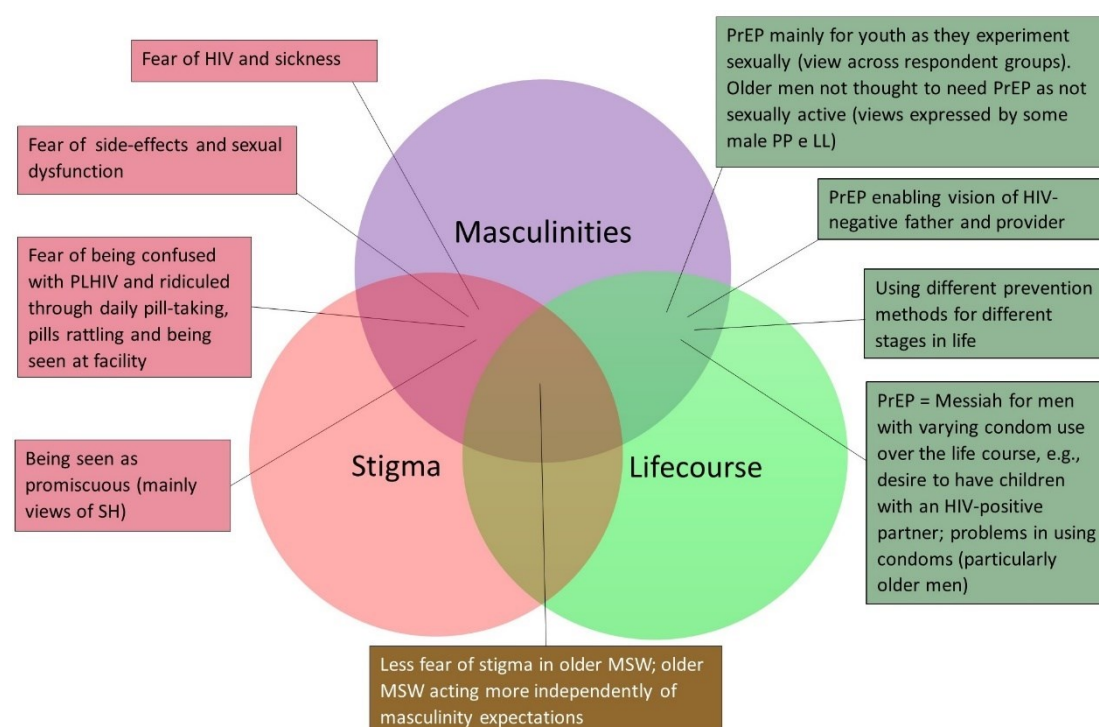 Fear of HIV and sickness
Fear of side-effects and sexual
dysfunction
Fear of being confused
with PLHIV and ridiculed
through daily pill-taking,
pills rattling and being
seen at facility
Being seen as
promiscuous (mainly
views of SH)
Masculinities
Stigma
Lifecourse
PrEP mainly for youth as they experiment
sexually (view across respondent groups).
Older men not thought to need PrEP as not
sexually active (views expressed by some
male PP e LL)
PrEP enabling vision of HIV-
negative father and provider
Using different prevention
methods for different
stages in life
PrEP = Messiah for men
with varying condom use
over the life course, e.g.,
desire to have children
with an HIV-positive
partner; problems in using
condoms (particularly
older men)
Less fear of stigma in older MSW; older
MSW acting more independently of
masculinity expectations